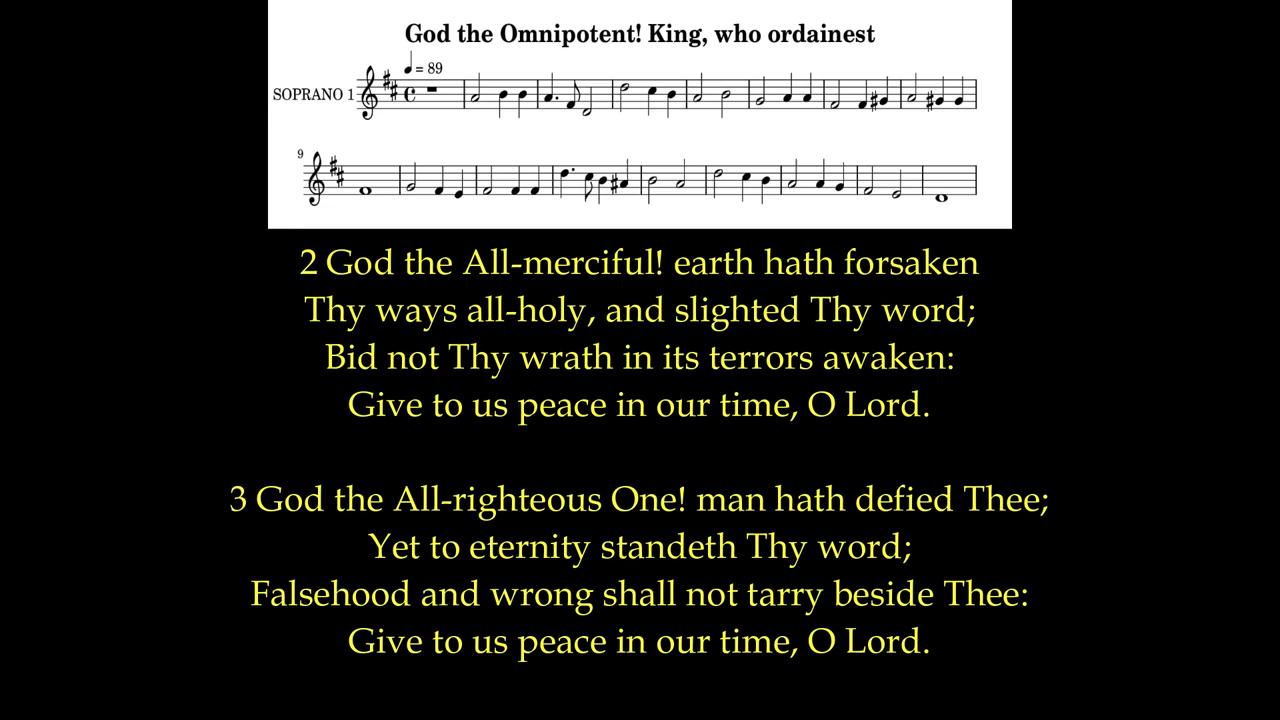 God the Omnipotent! King, who ordainest
♩ = 89
SOPRANO 1
9
2 God the All-merciful! earth hath forsaken
Thy ways all-holy, and slighted Thy word;
Bid not Thy wrath in its terrors awaken:
Give to us peace in our time, O Lord.
3 God the All-righteous One! man hath defied Thee;
Yet to eternity standeth Thy word;
Falsehood and wrong shall not tarry beside Thee:
Give to us peace in our time, O Lord.